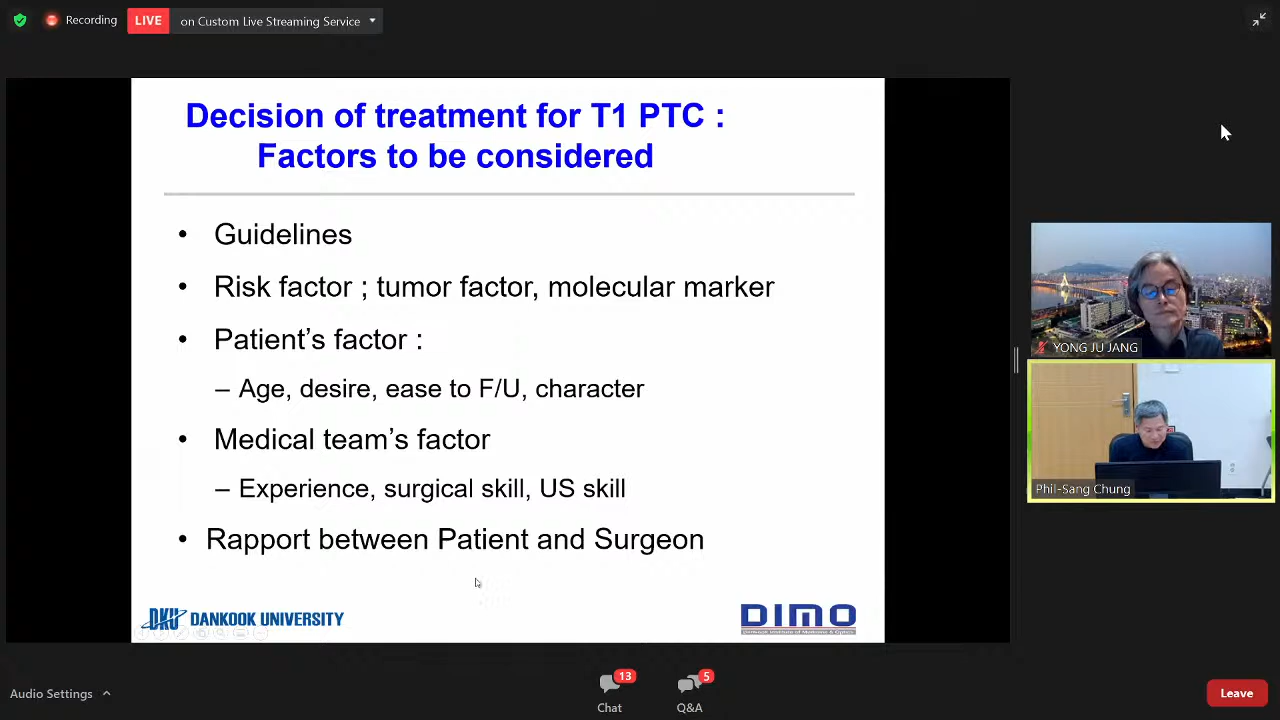 Recording
LIVE
on Custom Live Streaming Service
Decision of treatment for T1 PTC :
Factors to be considered
• Guidelines
• Risk factor ; tumor factor, molecular marker
• Patient's factor :
– Age, desire, ease to F/U, character
• Medical team's factor
– Experience, surgical skill, US skill
• Rapport between Patient and Surgeon
DKU DANKOOK UNIVERSITY
DIMO
YONG JU JANG
Phil-Sang Chung
Audio Settings
13
Chat
5
Q&A
Leave